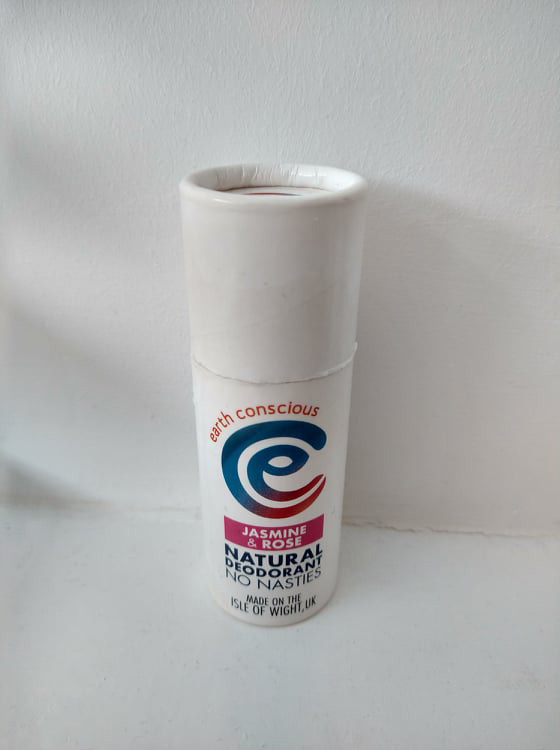 earth conscious
JASMINE
& ROSE
NATURAL
DEODORANT
NO NASTIES
MADE ON THE
ISLE OF WIGHT, UK